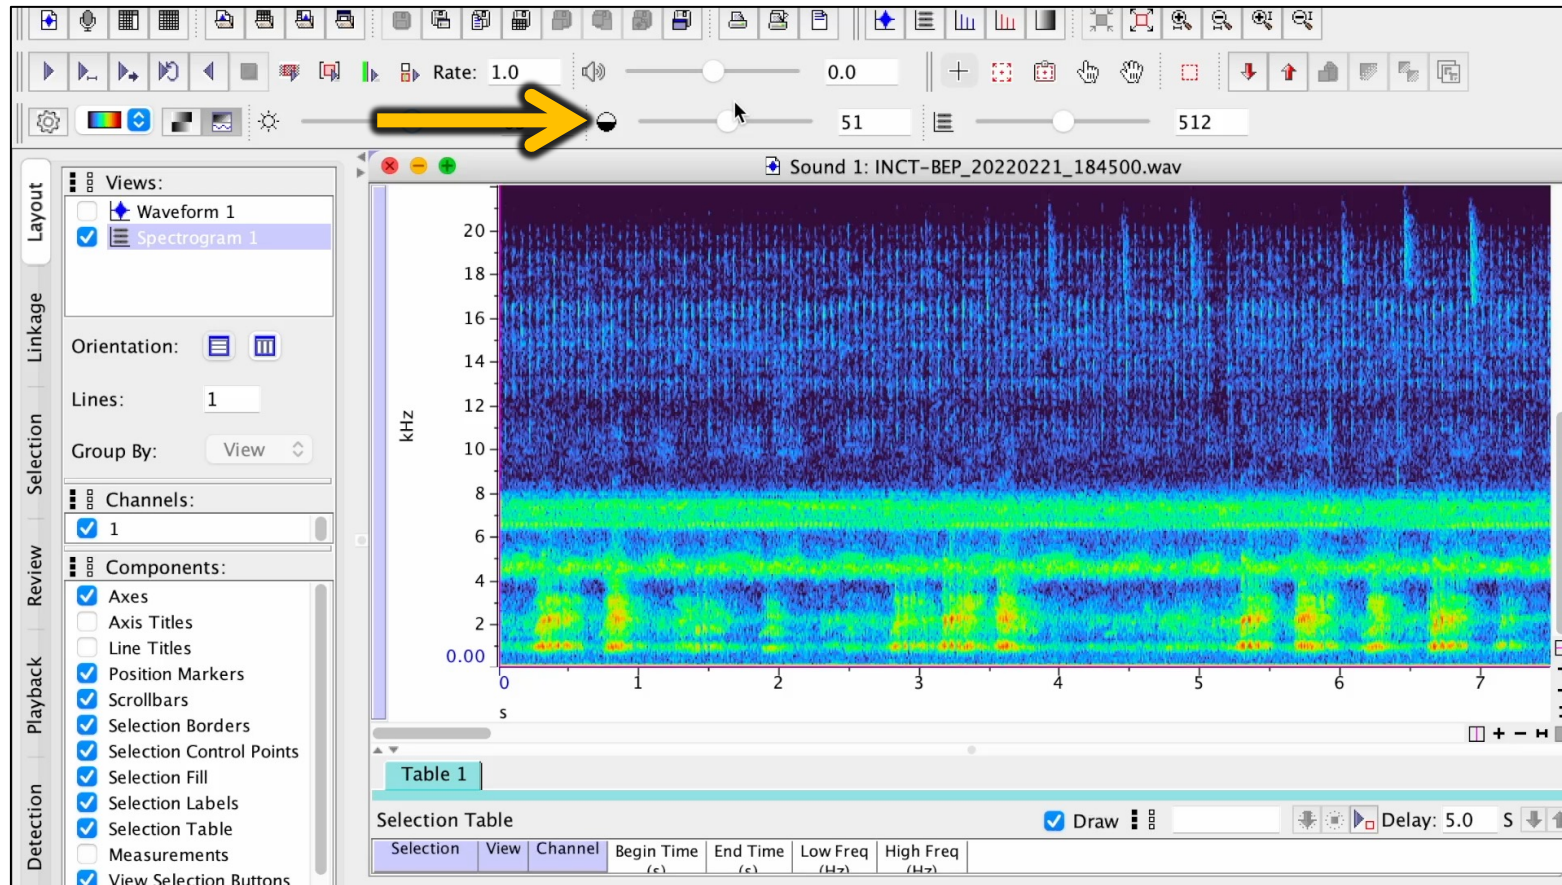 Rate: 1.0
0.0
51
512
Layout
Linkage
Selection
Review
Playback
Detection
Views:
Waveform 1
Spectrogram 1
Orientation:
Lines: 1
Group By: View
Channels:
1
Components:
Axes
Axis Titles
Line Titles
Position Markers
Scrollbars
Selection Borders
Selection Control Points
Selection Fill
Selection Labels
Selection Table
Measurements
View Selection Buttons
Sound 1: INCT-BEP_20220221_184500.wav
kHz
20
18
16
14
12
10
8
6
4
2
0.00
0 1 2 3 4 5 6 7
s
Table 1
Selection Table
Draw
Delay: 5.0 S
Selection View Channel Begin Time (s) End Time (s) Low Freq (Hz) High Freq (Hz)